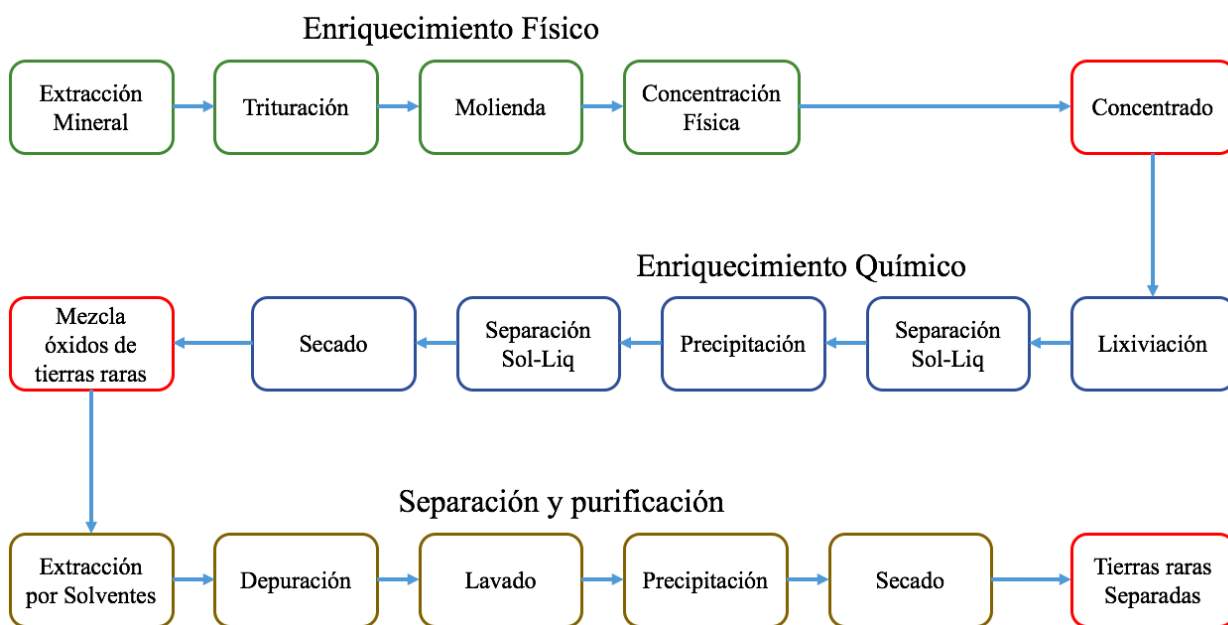 Enriquecimiento Físico
Extracción
Mineral
Trituración
Molienda
Concentración
Física
Concentrado
Enriquecimiento Químico
Mezcla
óxidos de
tierras raras
Secado
Separación
Sol-Liq
Precipitación
Separación
Sol-Liq
Lixiviación
Separación y purificación
Extracción
por Solventes
Depuración
Lavado
Precipitación
Secado
Tierras raras
Separadas